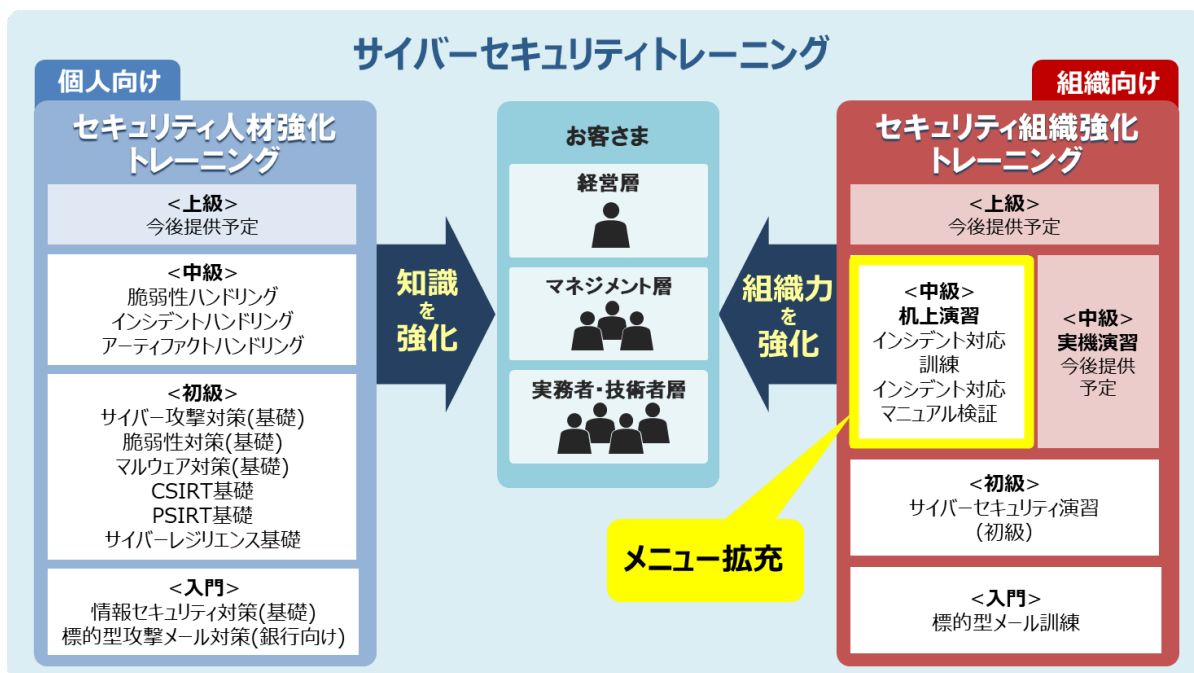 サイバーセキュリティトレーニング
個人向け
セキュリティ人材強化
トレーニング
<上級>
今後提供予定
<中級>
脆弱性ハンドリング
インシデントハンドリング
アーティファクトハンドリング
<初級>
サイバー攻撃対策(基礎)
脆弱性対策(基礎)
マルウェア対策(基礎)
CSIRT基礎
PSIRT基礎
サイバーレジリエンス基礎
<入門>
情報セキュリティ対策(基礎)
標的型攻撃メール対策(銀行向け)
知識
を
強化
お客さま
経営層
マネジメント層
実務者・技術者層
組織力
を
強化
組織向け
セキュリティ組織強化
トレーニング
<上級>
今後提供予定
<中級>
机上演習
インシデント対応
訓練
インシデント対応
マニュアル検証
<中級>
実機演習
今後提供
予定
メニュー拡充
<初級>
サイバーセキュリティ演習
(初級)
<入門>
標的型メール訓練